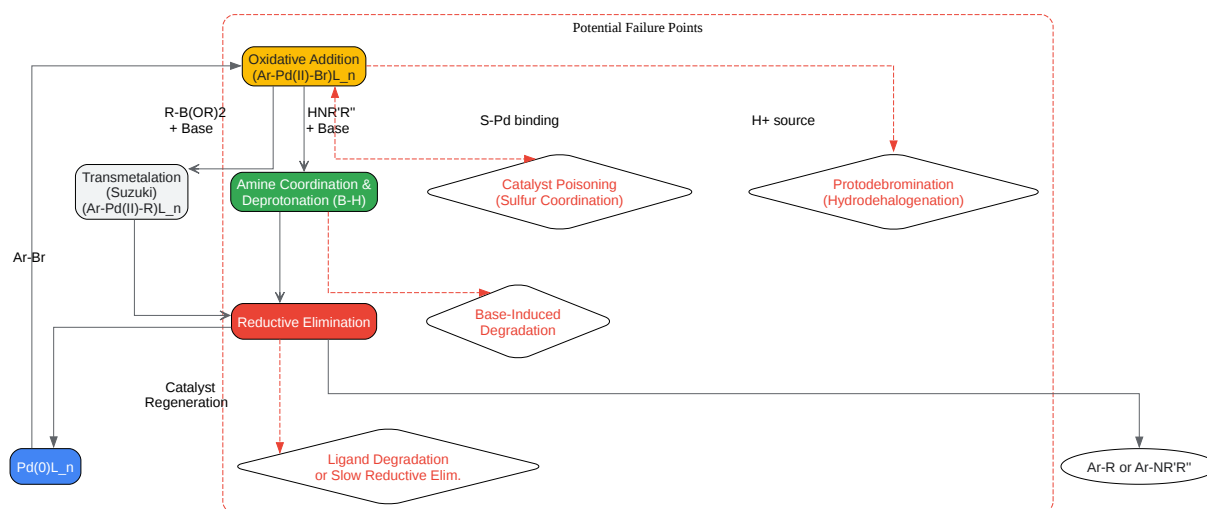 Potential Failure Points
Oxidative Addition
(Ar-Pd(II)-Br)L_n
R-B(OR)2
+ Base
HNR'R"
+ Base
S-Pd binding
H+ source
Transmetalation
(Suzuki)
(Ar-Pd(II)-R)L_n
Amine Coordination &
Deprotonation (B-H)
Catalyst Poisoning
(Sulfur Coordination)
Protodebromination
(Hydrodehalogenation)
Ar-Br
Reductive Elimination
Base-Induced
Degradation
Catalyst
Regeneration
Pd(0)L_n
Ligand Degradation
or Slow Reductive Elim.
Ar-R or Ar-NR'R"